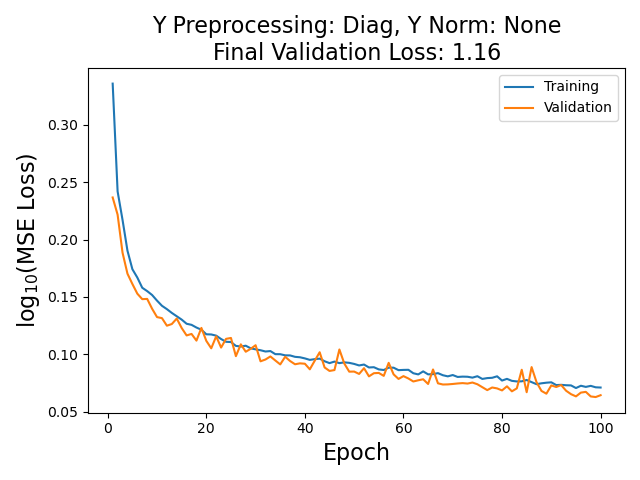 Y Preprocessing: Diag, Y Norm: None
Final Validation Loss: 1.16
Training
Validation
0.30
0.25
0.20
0.15
0.10
0.05
log₁₀(MSE Loss)
0 20 40 60 80 100
Epoch